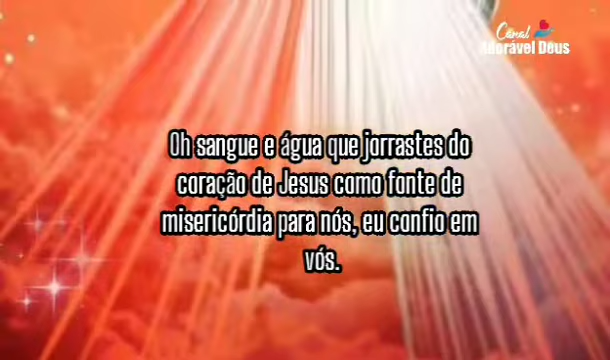 Canal
Adorável Deus
Oh sangue e água que jorrastes do
coração de Jesus como fonte de
misericórdia para nós, eu confio em
vós.